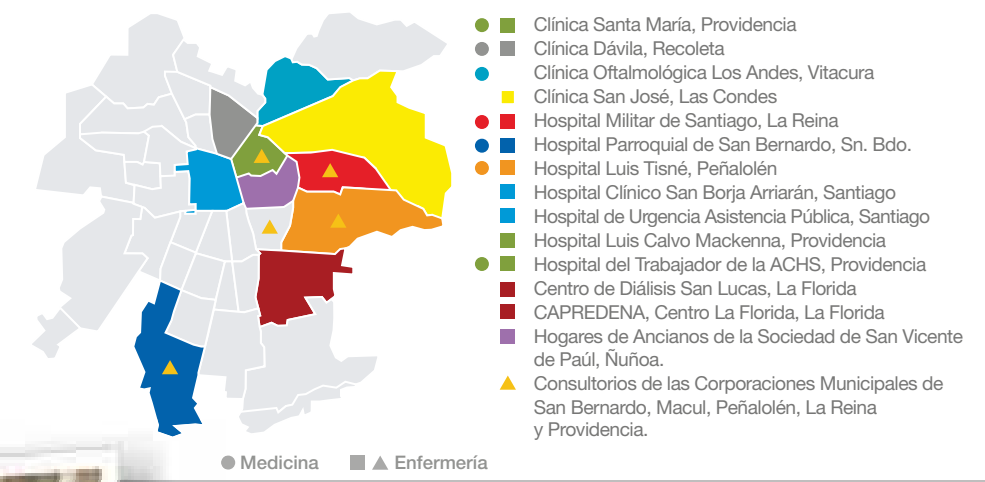 Clínica Santa María, Providencia
Clínica Dávila, Recoleta
Clínica Oftalmológica Los Andes, Vitacura
Clínica San José, Las Condes
Hospital Militar de Santiago, La Reina
Hospital Parroquial de San Bernardo, Sn. Bdo.
Hospital Luis Tisné, Peñalolén
Hospital Clínico San Borja Arriarán, Santiago
Hospital de Urgencia Asistencia Pública, Santiago
Hospital Luis Calvo Mackenna, Providencia
Hospital del Trabajador de la ACHS, Providencia
Centro de Diálisis San Lucas, La Florida
CAPREDENA, Centro La Florida, La Florida
Hogares de Ancianos de la Sociedad de San Vicente
de Paúl, Ñuñoa.
Consultorios de las Corporaciones Municipales de
San Bernardo, Macul, Peñalolén, La Reina
y Providencia.
Medicina Enfermería